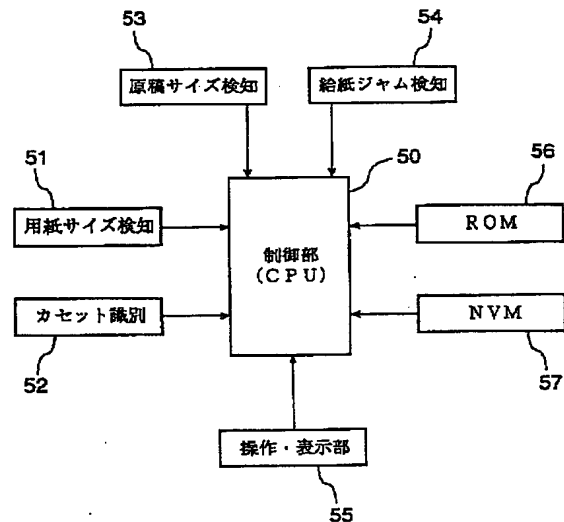 53
54
原稿サイズ検知
給紙ジャム検知
51
50
56
用紙サイズ検知
制御部
(CPU)
ROM
カセット識別
NVM
52
57
操作・表示部
55